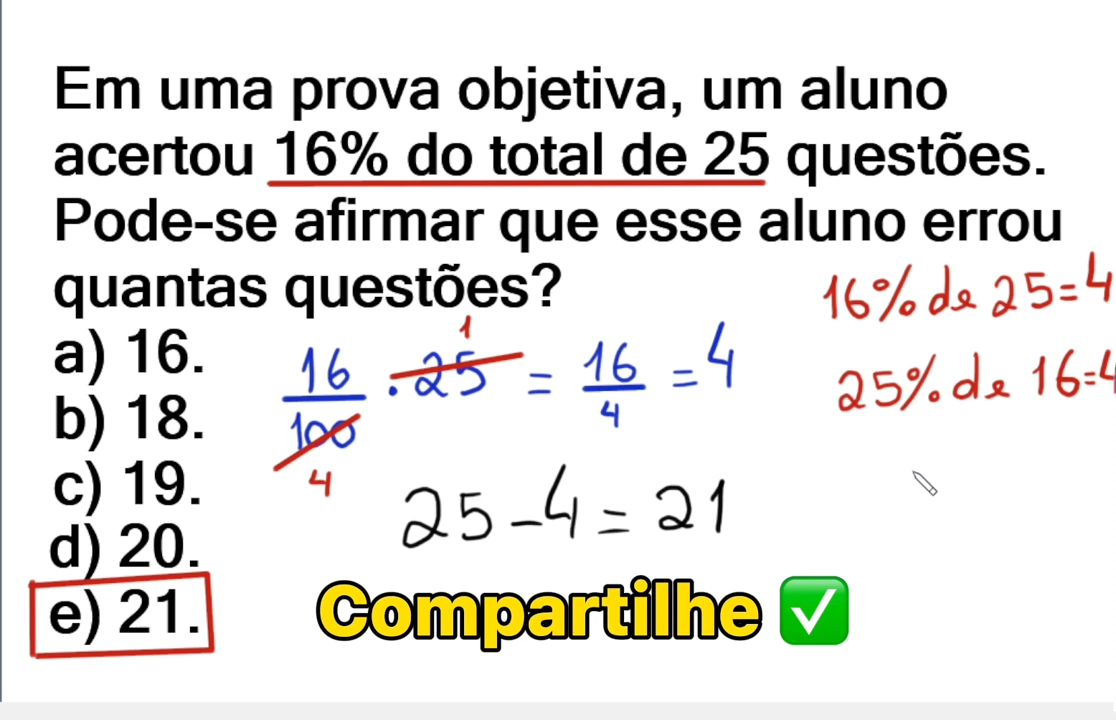 Em uma prova objetiva, um aluno
acertou 16% do total de 25 questões.
Pode-se afirmar que esse aluno errou
quantas questões?
16% de 25=4
a) 16.
16/100 · 25 = 16/4 = 4
1
4
25% de 16=4
b) 18.
c) 19.
25-4=21
d) 20.
e) 21.
Compartilhe ✅